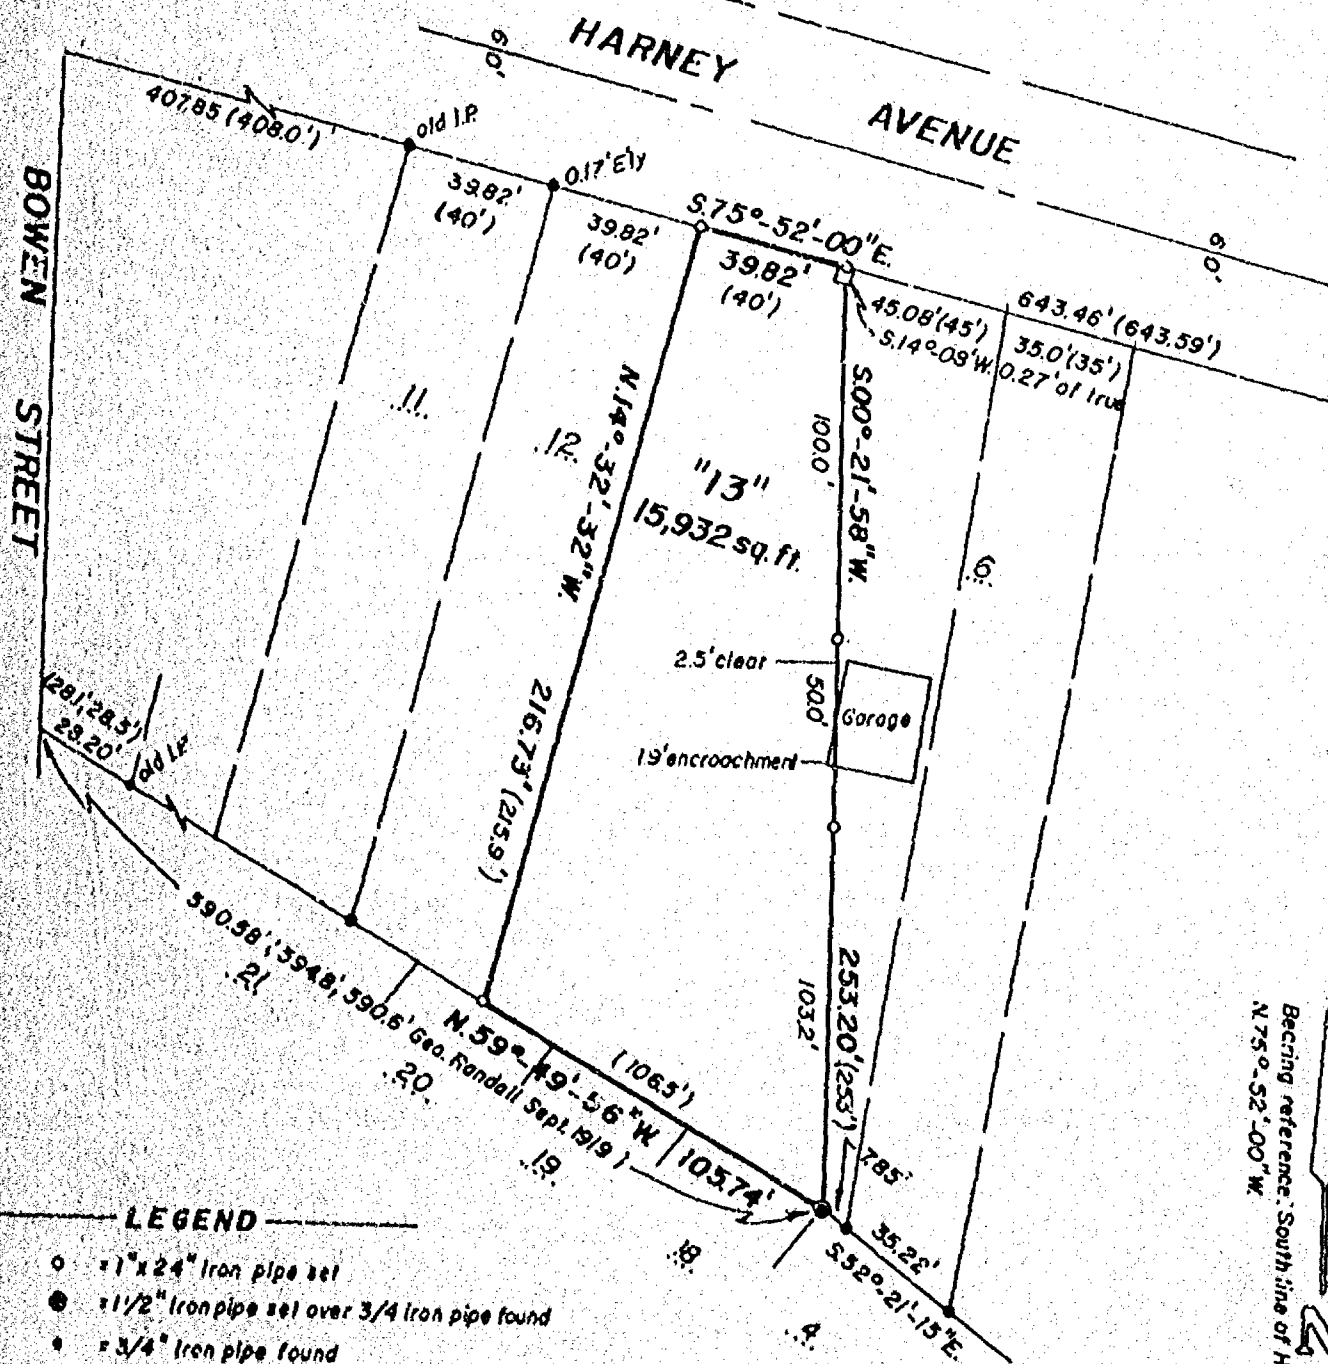 HARNEY
AVENUE
60'
60'
407.85 (408.0')
old I.P.
39.82'
(40')
0.17' E'ly
39.82'
(40')
S.75°-52'-00"E.
39.82'
(40')
45.08'(45')
643.46' (643.59')
S.14°-08'W. 0.27' of true
35.0'(35')
BOWEN STREET
11
12
N.14°-32'-32"W.
216.73' (215.9')
"13"
15,932 sq. ft.
S.00°-21'-58"W.
100.0'
6
2.5' clear
50.0'
Garage
1.9' encroachment
(28.1', 28.5')
28.20'
old I.P.
253.20' (253')
103.2'
590.58' ('594.8', 590.6' Geo. Randall Sept. 1919)
21
N.59°-49'-56"W.
(106.5')
105.74'
20
19
18
4
7.85'
35.22'
S.52°-21'-15"E.
Bearing reference: South line of H
N.75°-52'-00"W.
LEGEND
= 1" x 24" iron pipe set
= 1 1/2" iron pipe set over 3/4 iron pipe found
= 3/4" iron pipe found